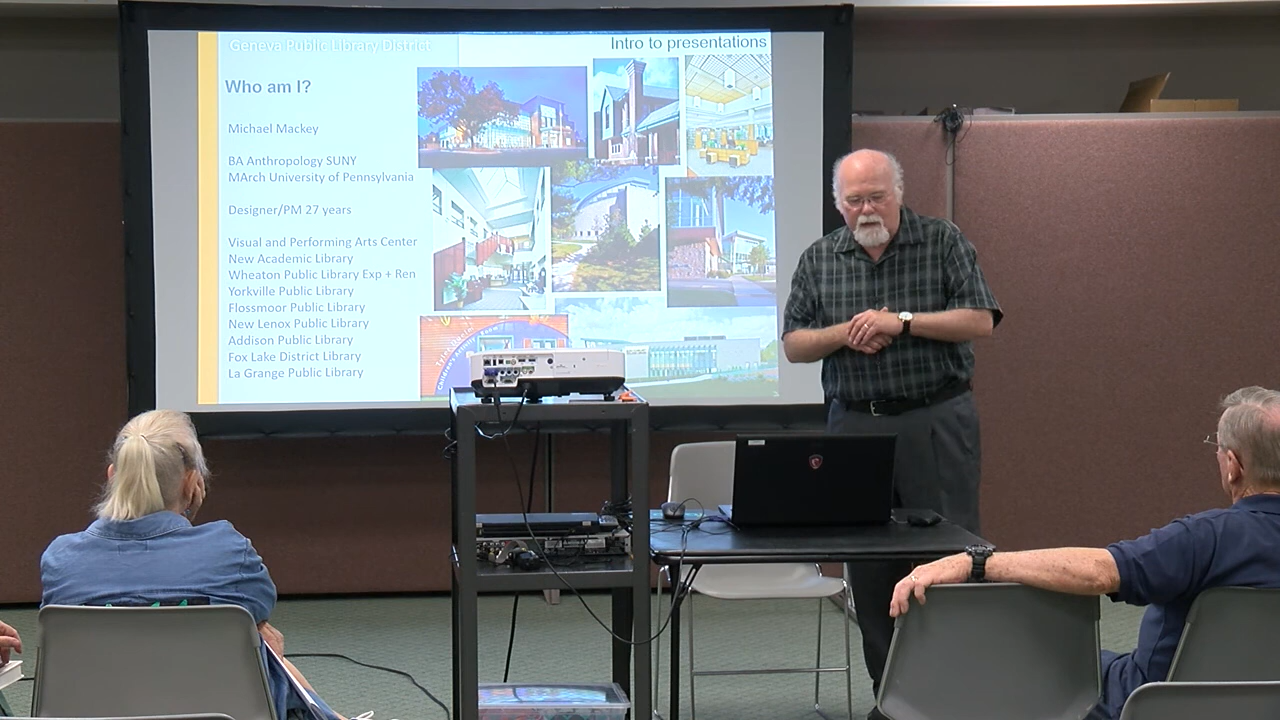 Geneva Public Library District
Intro to presentations
Who am I?
Michael Mackey
BA Anthropology SUNY
MArch University of Pennsylvania
Designer/PM 27 years
Visual and Performing Arts Center
New Academic Library
Wheaton Public Library Exp + Ren
Yorkville Public Library
Flossmoor Public Library
New Lenox Public Library
Addison Public Library
Fox Lake District Library
La Grange Public Library